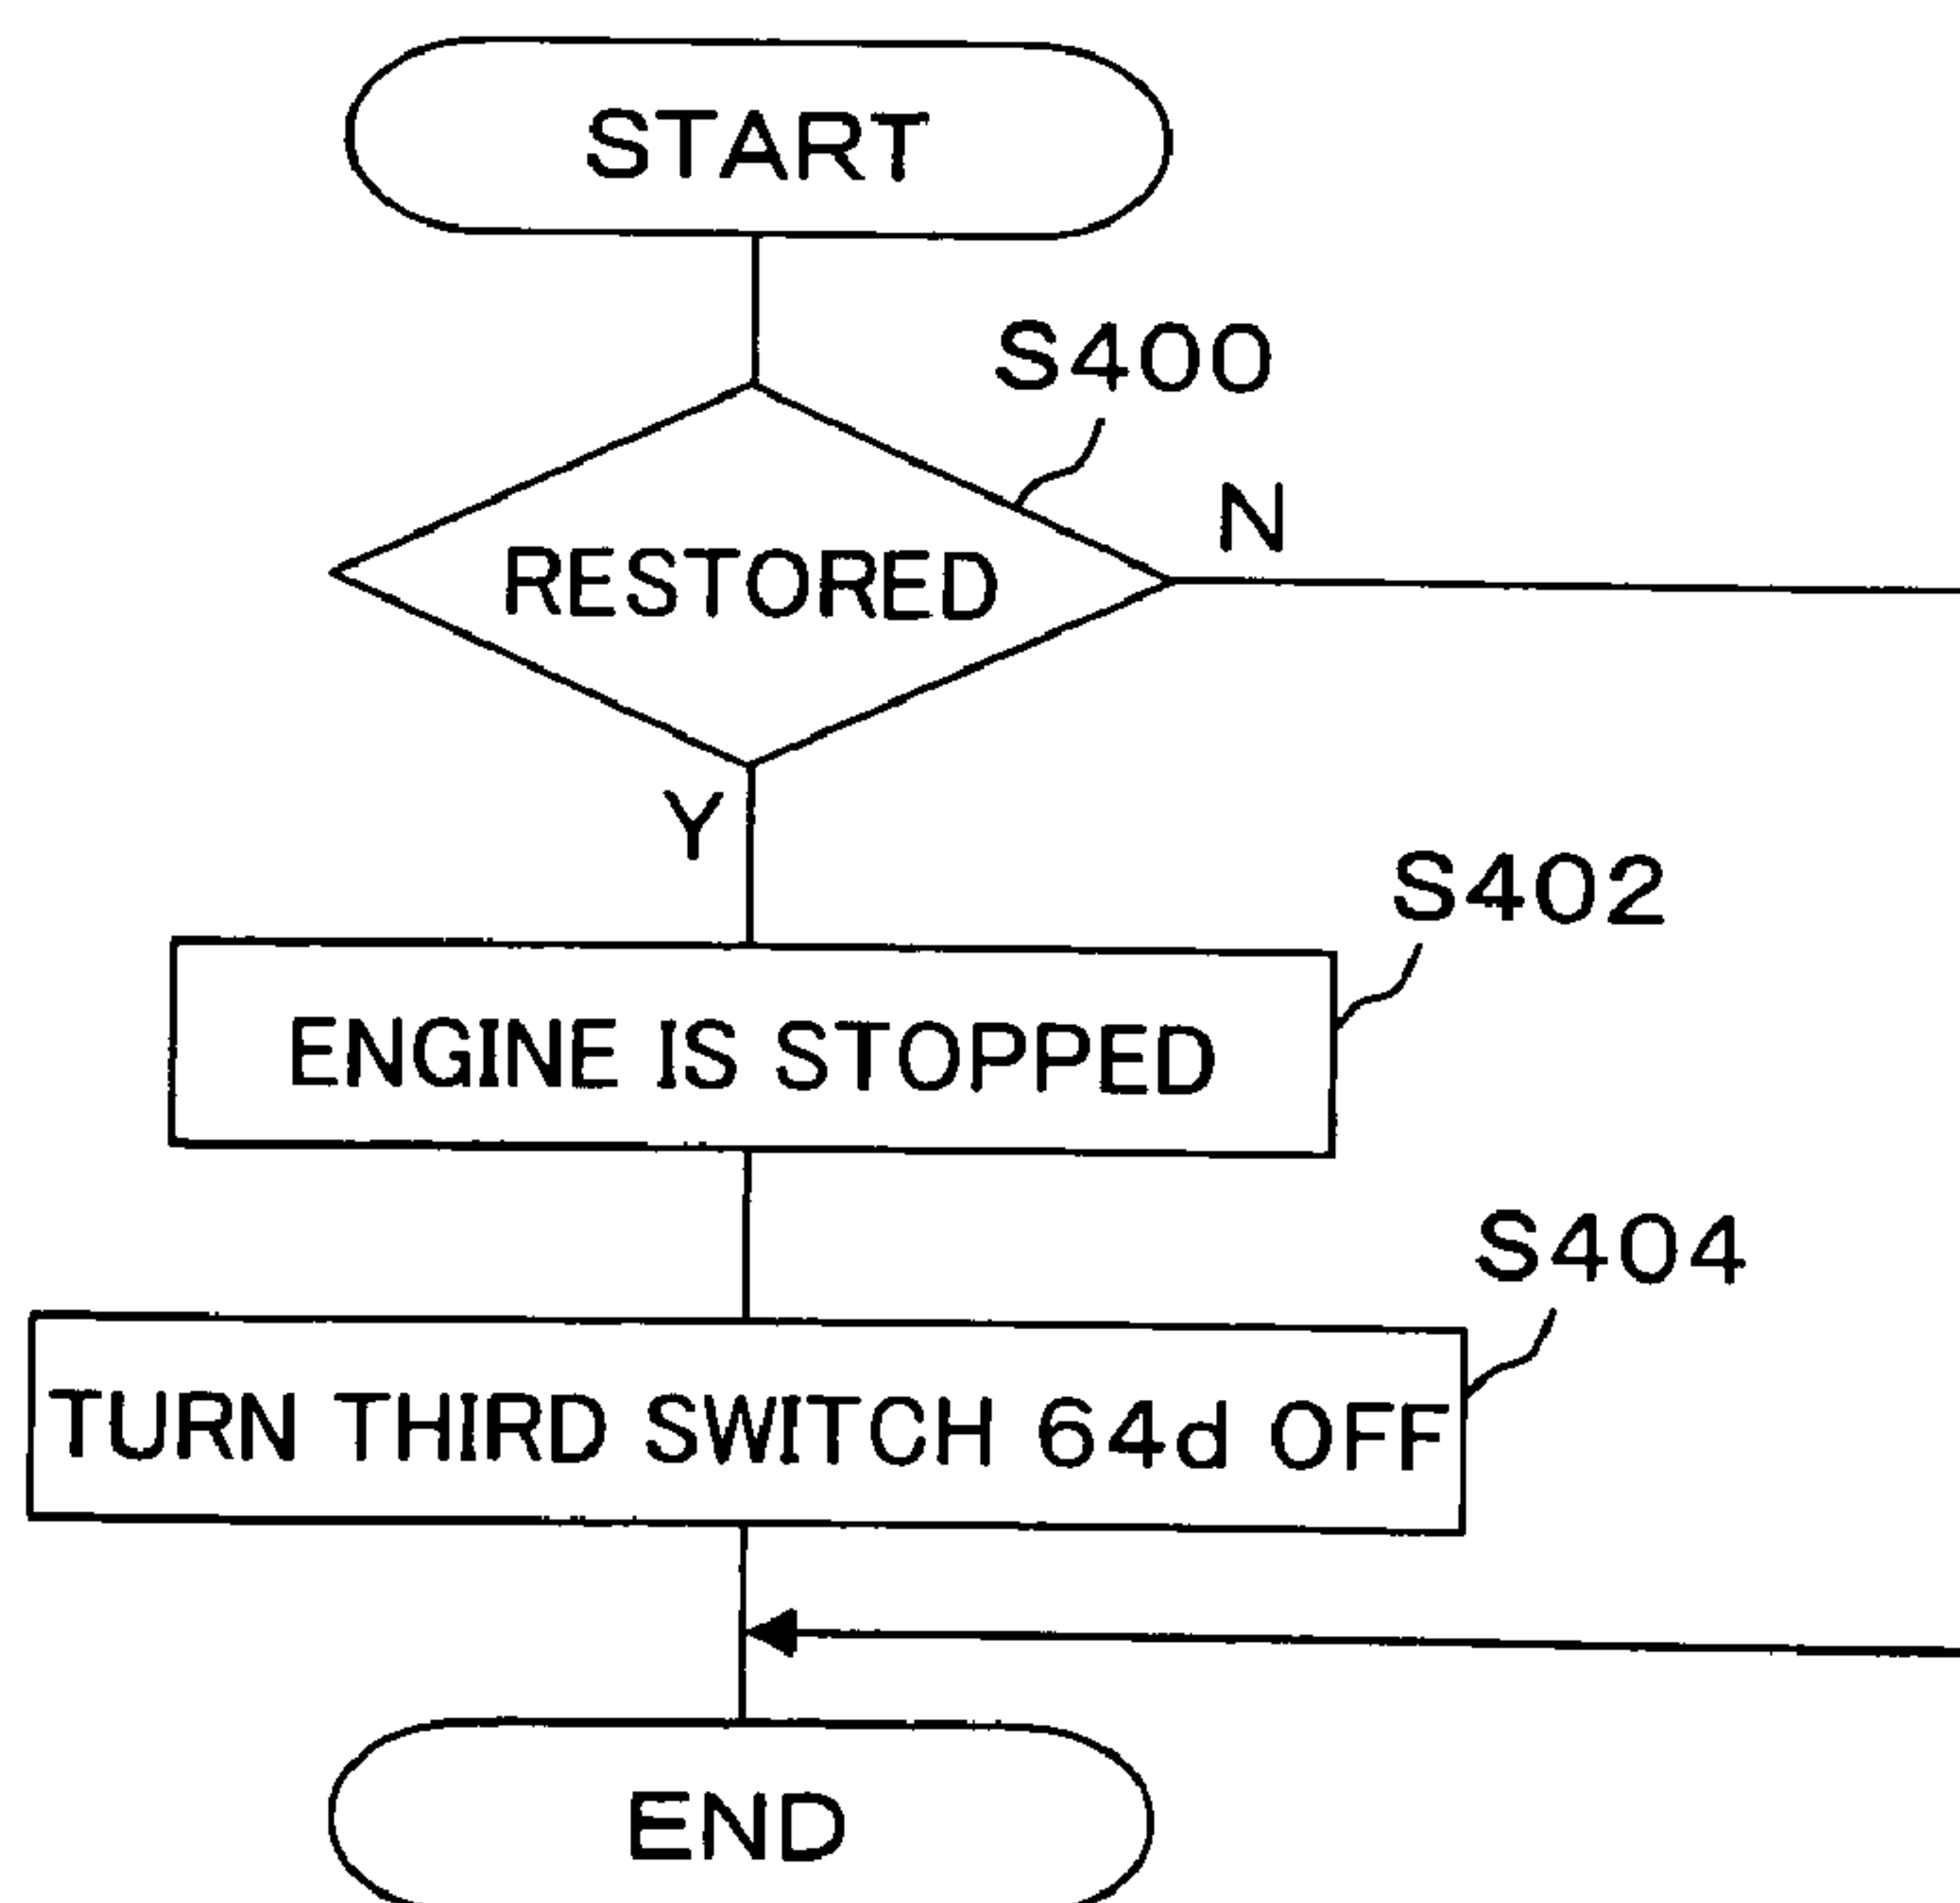 START
S400
N
RESTORED
Y
S402
ENGINE IS STOPPED
S404
TURN THIRD SWITCH 64d OFF
END